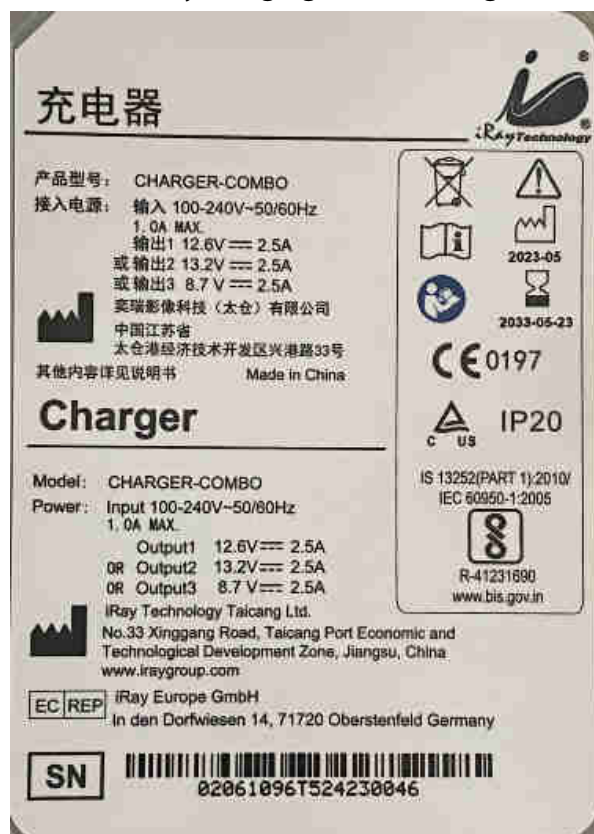 充电器
iRay Technology
®
®
产品型号: CHARGER-COMBO
接入电源: 输入 100-240V~50/60Hz
1.0A MAX.
输出1 12.6V⎓ 2.5A
或输出2 13.2V⎓ 2.5A
或输出3 8.7 V⎓ 2.5A
奕瑞影像科技（太仓）有限公司
中国江苏省
太仓港经济技术开发区兴港路33号
其他内容详见说明书 Made in China
2023-05
2033-05-23
CE 0197
C US
IP20
IS 13252(PART 1):2010/
IEC 60950-1:2005
R-41231690
www.bis.gov.in
Charger
Model: CHARGER-COMBO
Power: Input 100-240V~50/60Hz
1.0A MAX.
Output1 12.6V⎓ 2.5A
OR Output2 13.2V⎓ 2.5A
OR Output3 8.7 V⎓ 2.5A
iRay Technology Taicang Ltd.
No.33 Xinggang Road, Taicang Port Economic and
Technological Development Zone, Jiangsu, China
www.iraygroup.com
EC REP iRay Europe GmbH
In den Dorfwiesen 14, 71720 Oberstenfeld Germany
SN
02061096T524230046